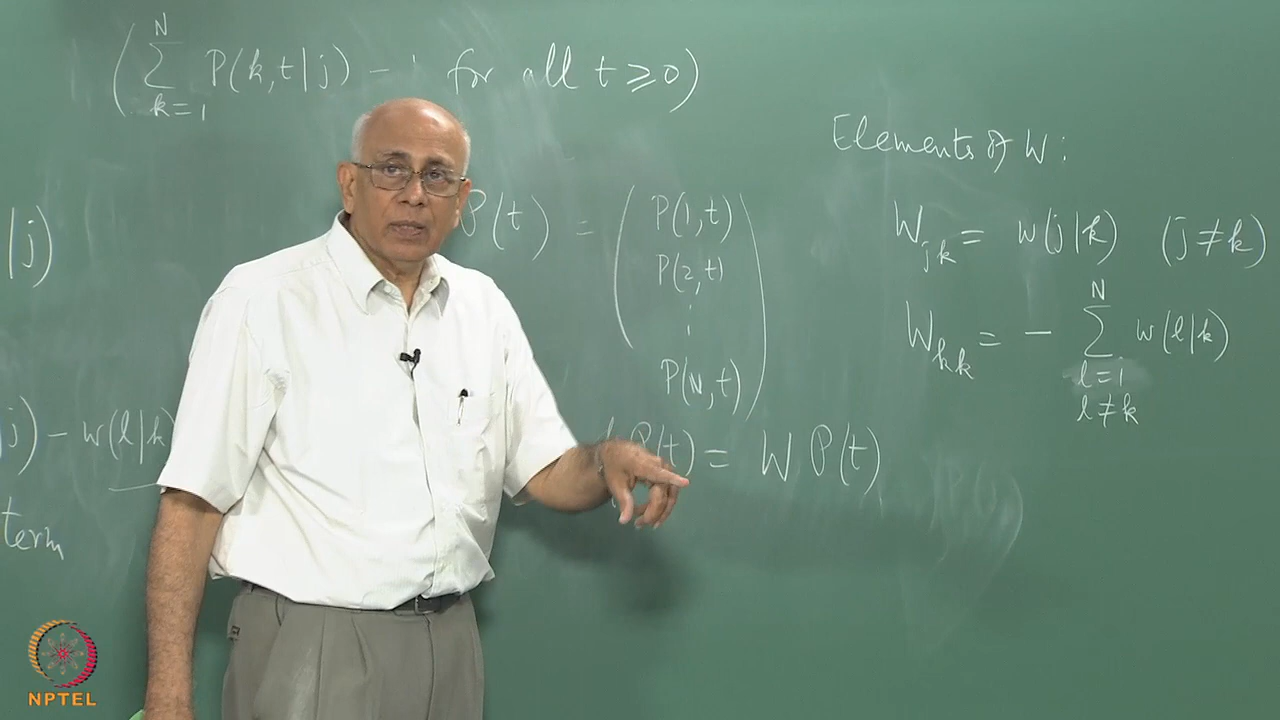 ( Σ_{k=1}^{N} P(k,t|j) = 1 for all t ⩾ 0 )
Elements of W:
|j)
P(t) = ( P(1,t)
P(2,t)
⋮
P(N,t) )
W_{jk} = w(j|k) (j ≠ k)
W_{kk} = − Σ_{l=1, l≠k}^{N} w(l|k)
j) − w(l|k)
P(t) = W P(t)
term
NPTEL